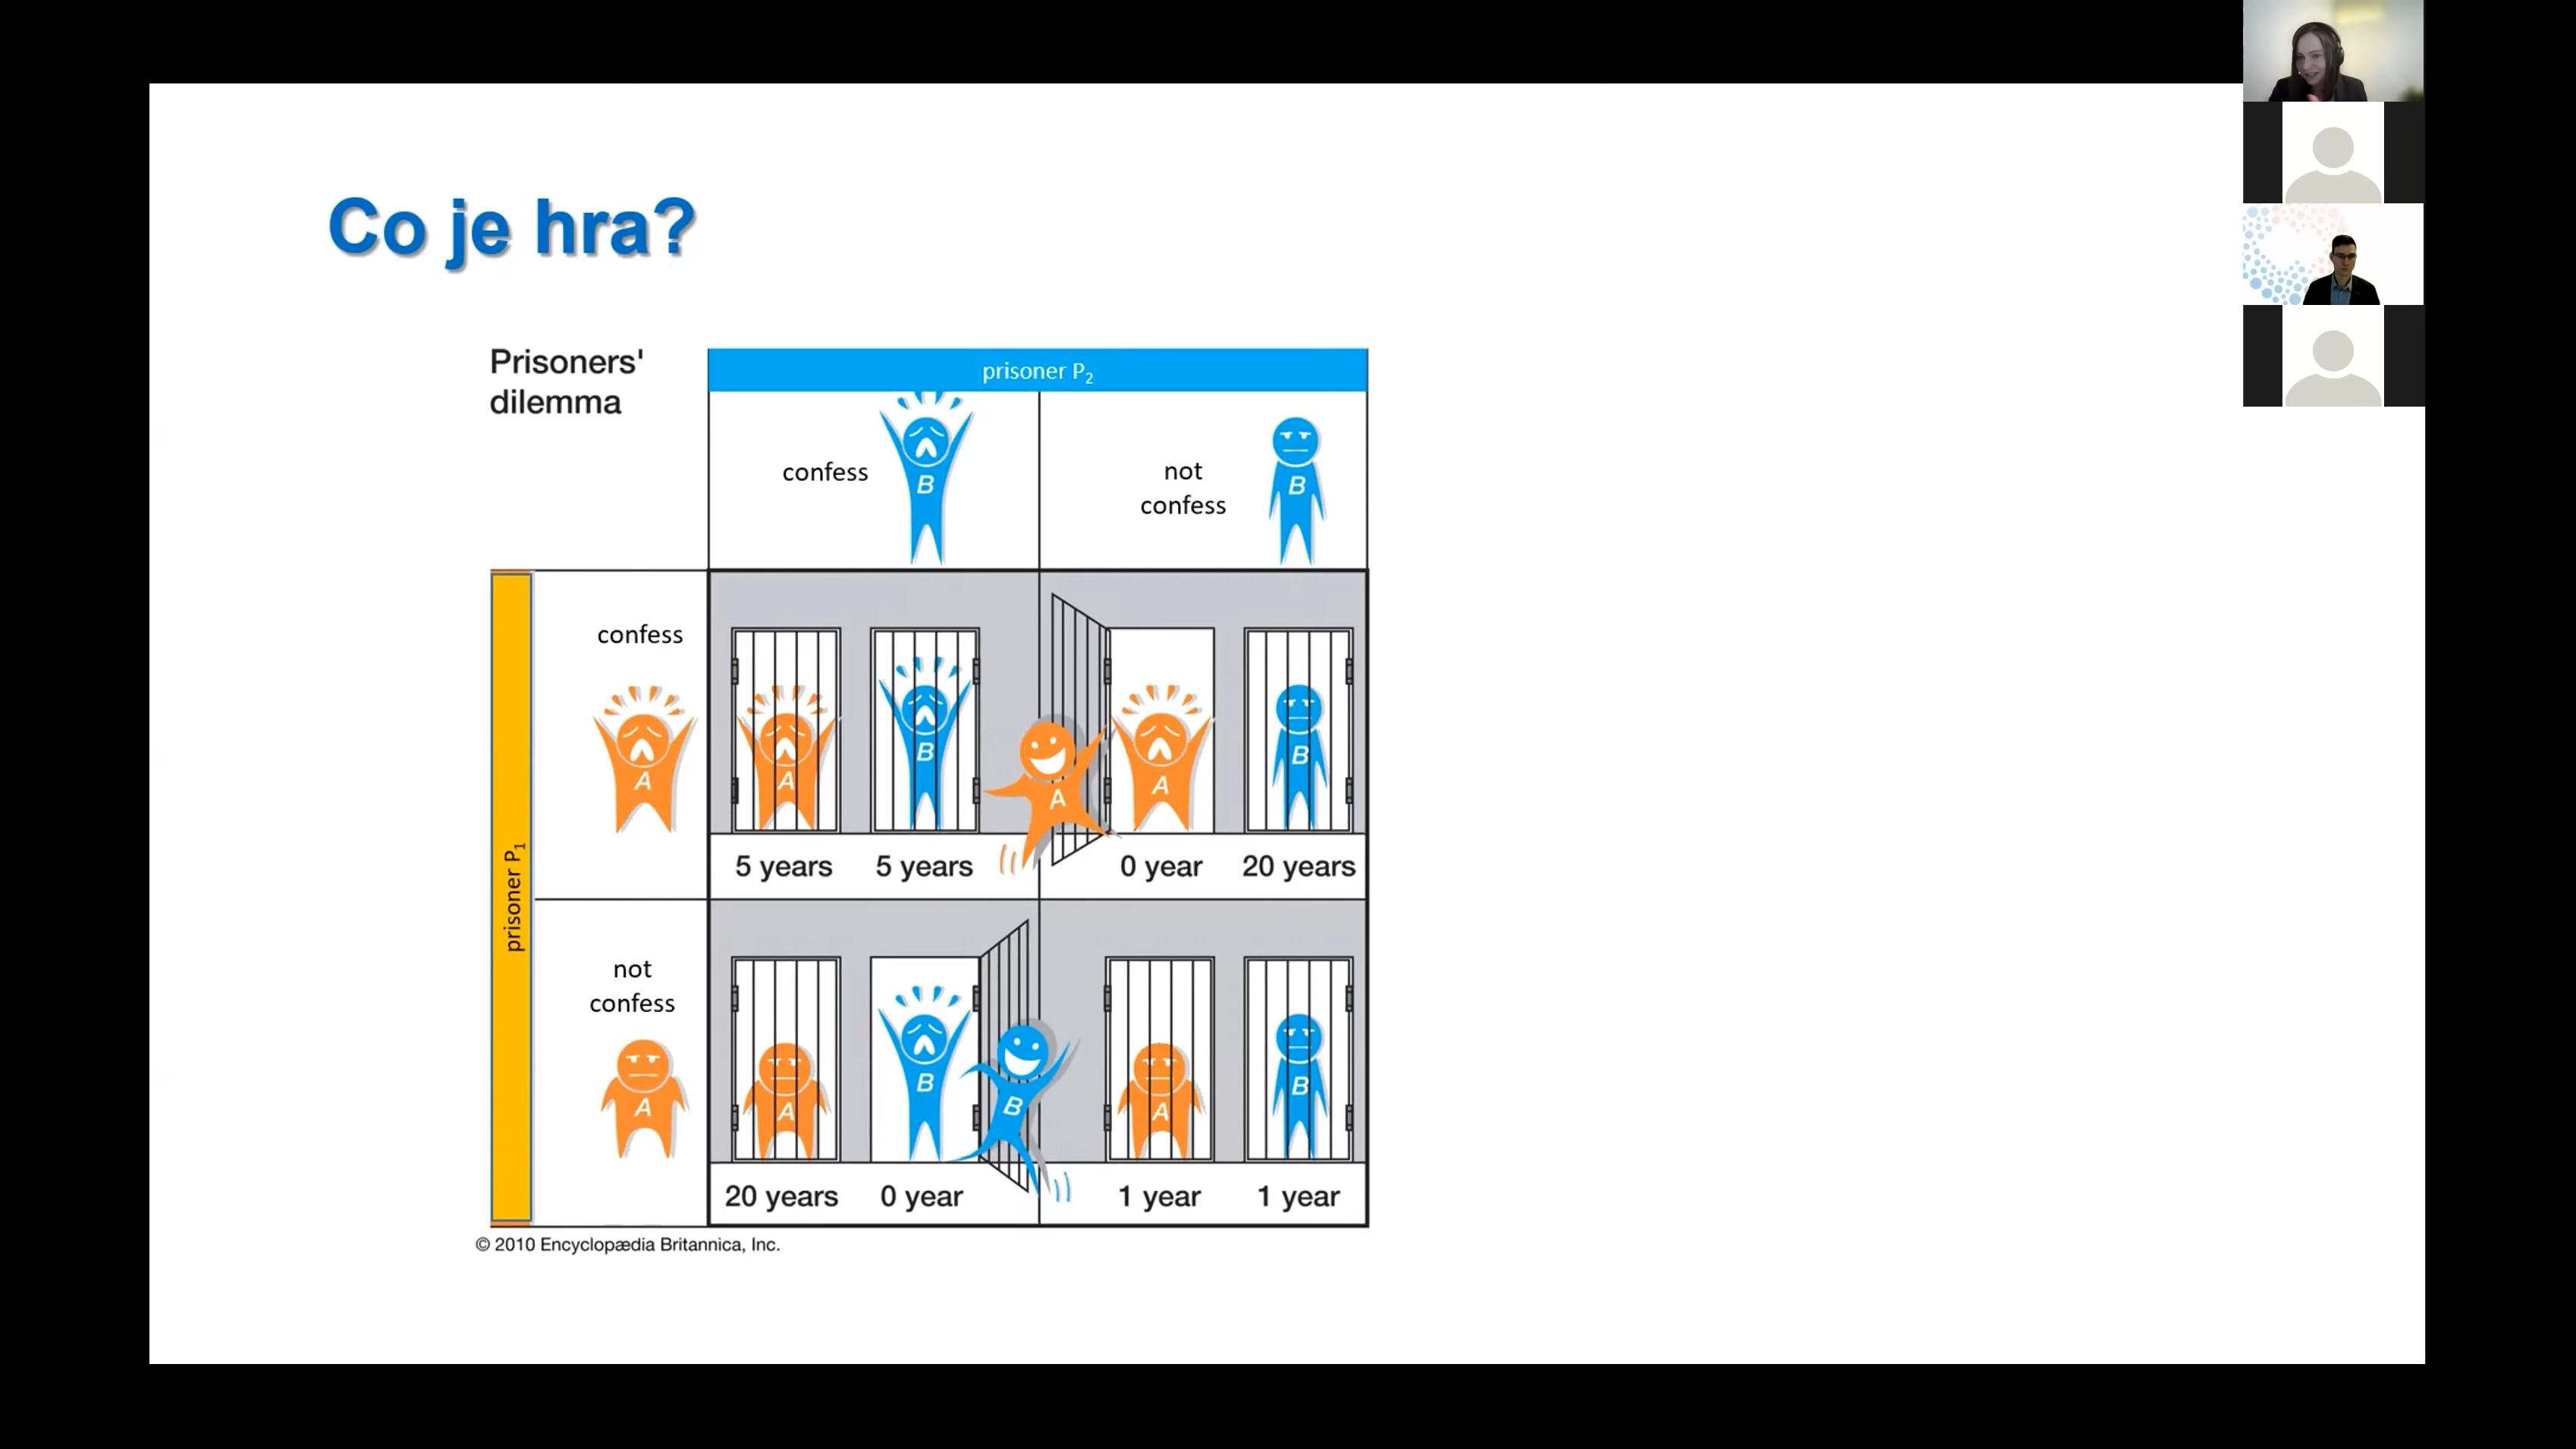 Co je hra?
Prisoners'
dilemma
prisoner P₂
confess
B
not
confess
B
prisoner P₁
confess
A
A
B
A
A
B
5 years
5 years
0 year
20 years
not
confess
A
A
B
B
A
B
20 years
0 year
1 year
1 year
© 2010 Encyclopædia Britannica, Inc.